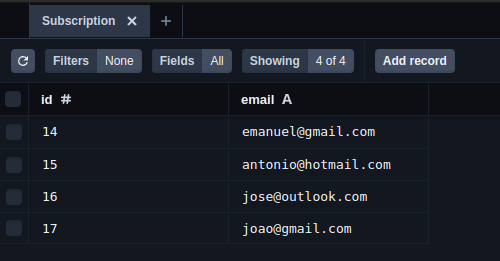 Subscription
Filters None Fields All Showing 4 of 4 Add record
id # email A
14 emanuel@gmail.com
15 antonio@hotmail.com
16 jose@outlook.com
17 joao@gmail.com